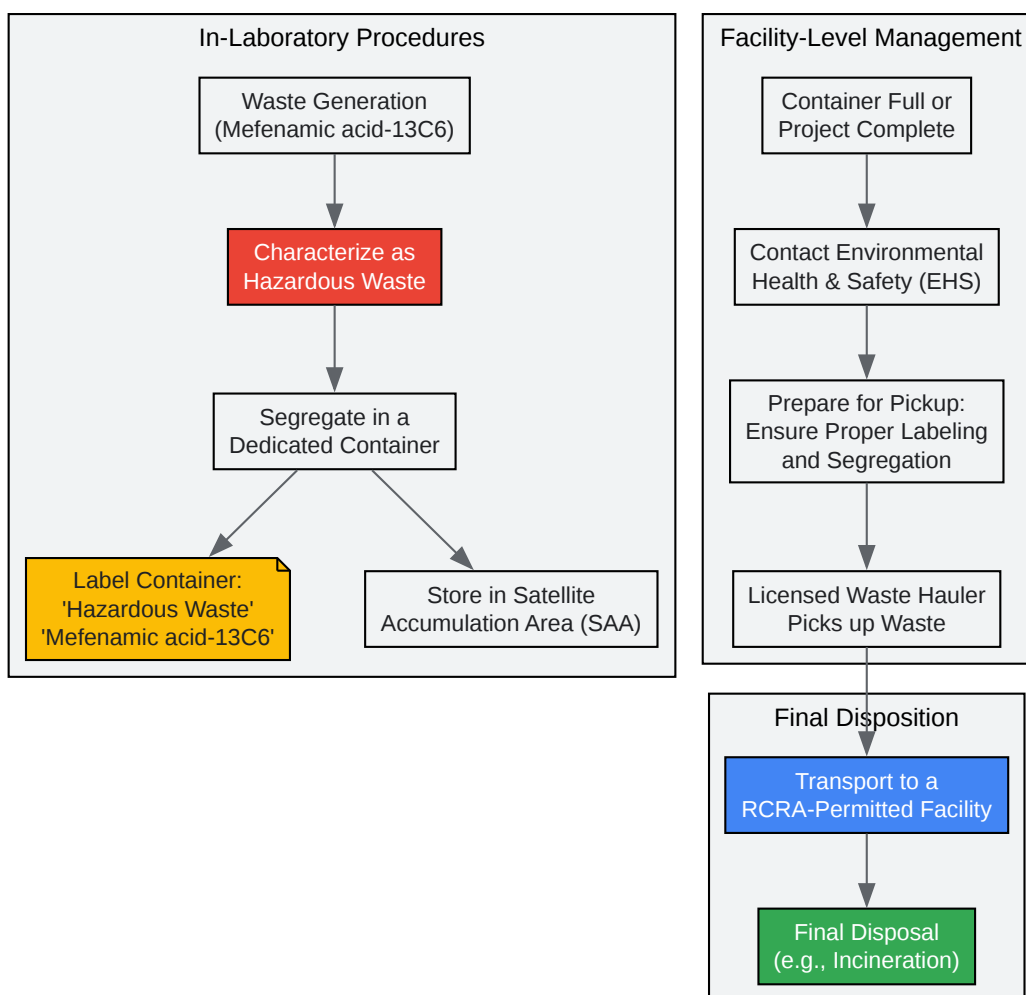 In-Laboratory Procedures
Waste Generation
(Mefenamic acid-13C6)
Characterize as
Hazardous Waste
Segregate in a
Dedicated Container
Label Container:
'Hazardous Waste'
'Mefenamic acid-13C6'
Store in Satellite
Accumulation Area (SAA)
Facility-Level Management
Container Full or
Project Complete
Contact Environmental
Health & Safety (EHS)
Prepare for Pickup:
Ensure Proper Labeling
and Segregation
Licensed Waste Hauler
Picks up Waste
Final Disposition
Transport to a
RCRA-Permitted Facility
Final Disposal
(e.g., Incineration)